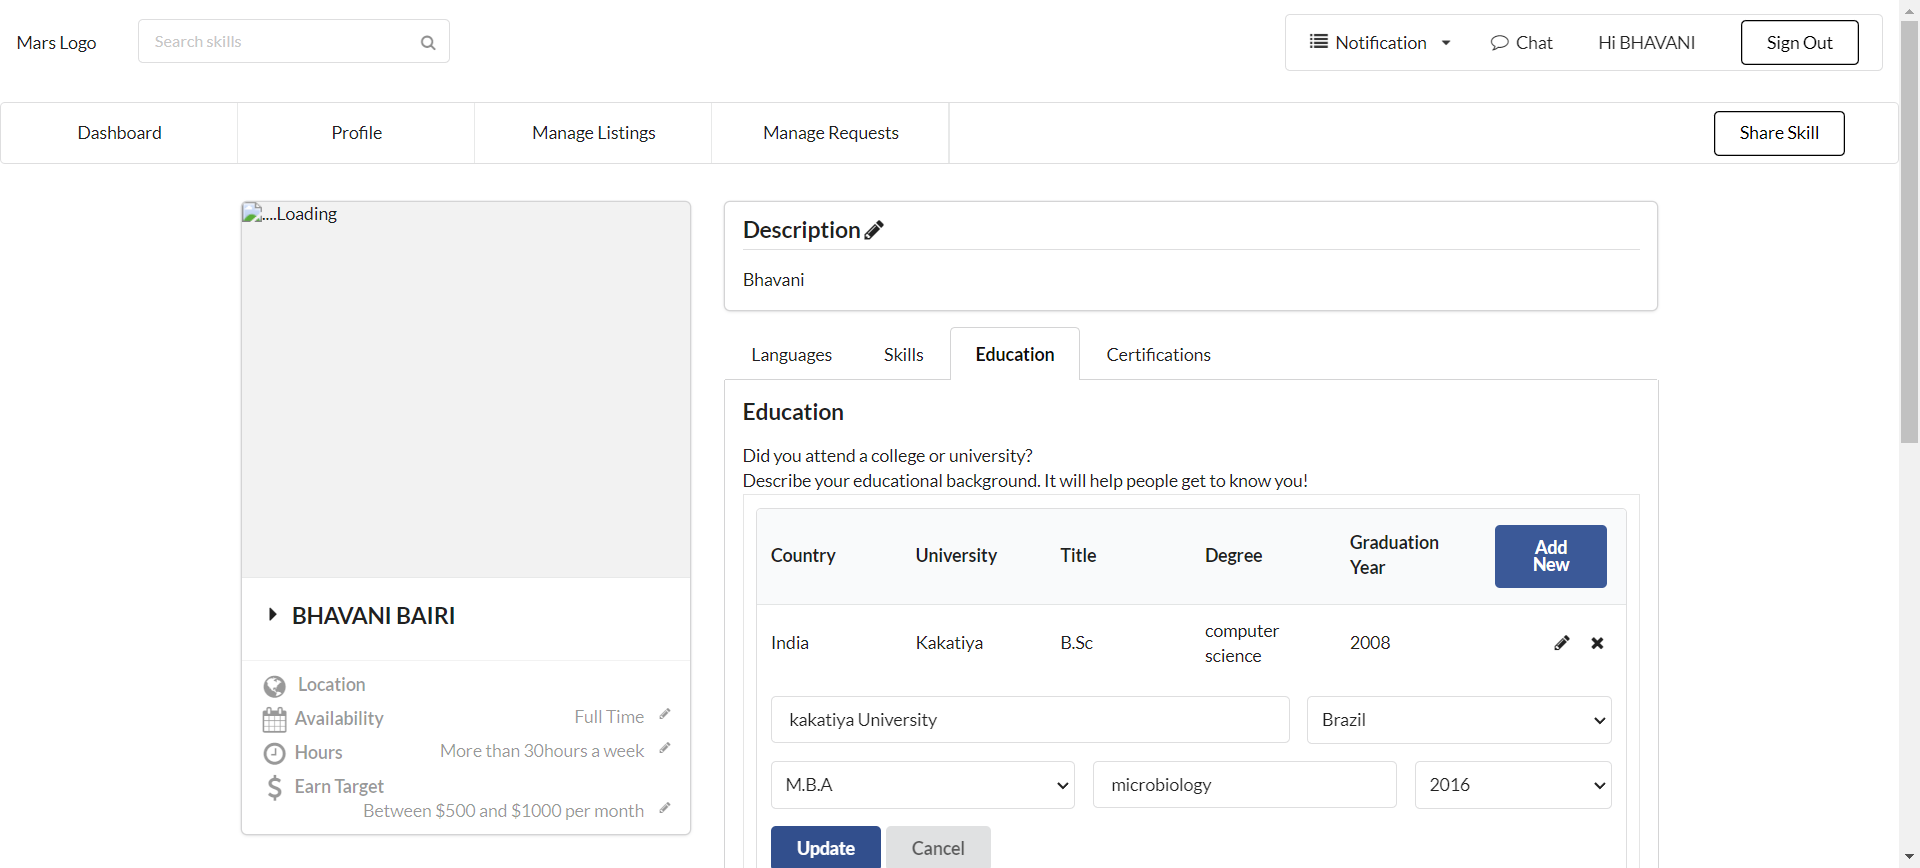 Mars Logo
Search skills
Notification
Chat
Hi BHAVANI
Sign Out
Dashboard
Profile
Manage Listings
Manage Requests
Share Skill
....Loading
BHAVANI BAIRI
Location
Availability
Full Time
Hours
More than 30hours a week
Earn Target
Between $500 and $1000 per month
Description
Bhavani
Languages
Skills
Education
Certifications
Education
Did you attend a college or university?
Describe your educational background. It will help people get to know you!
Country
University
Title
Degree
Graduation
Year
Add
New
India
Kakatiya
B.Sc
computer
science
2008
kakatiya University
Brazil
M.B.A
microbiology
2016
Update
Cancel